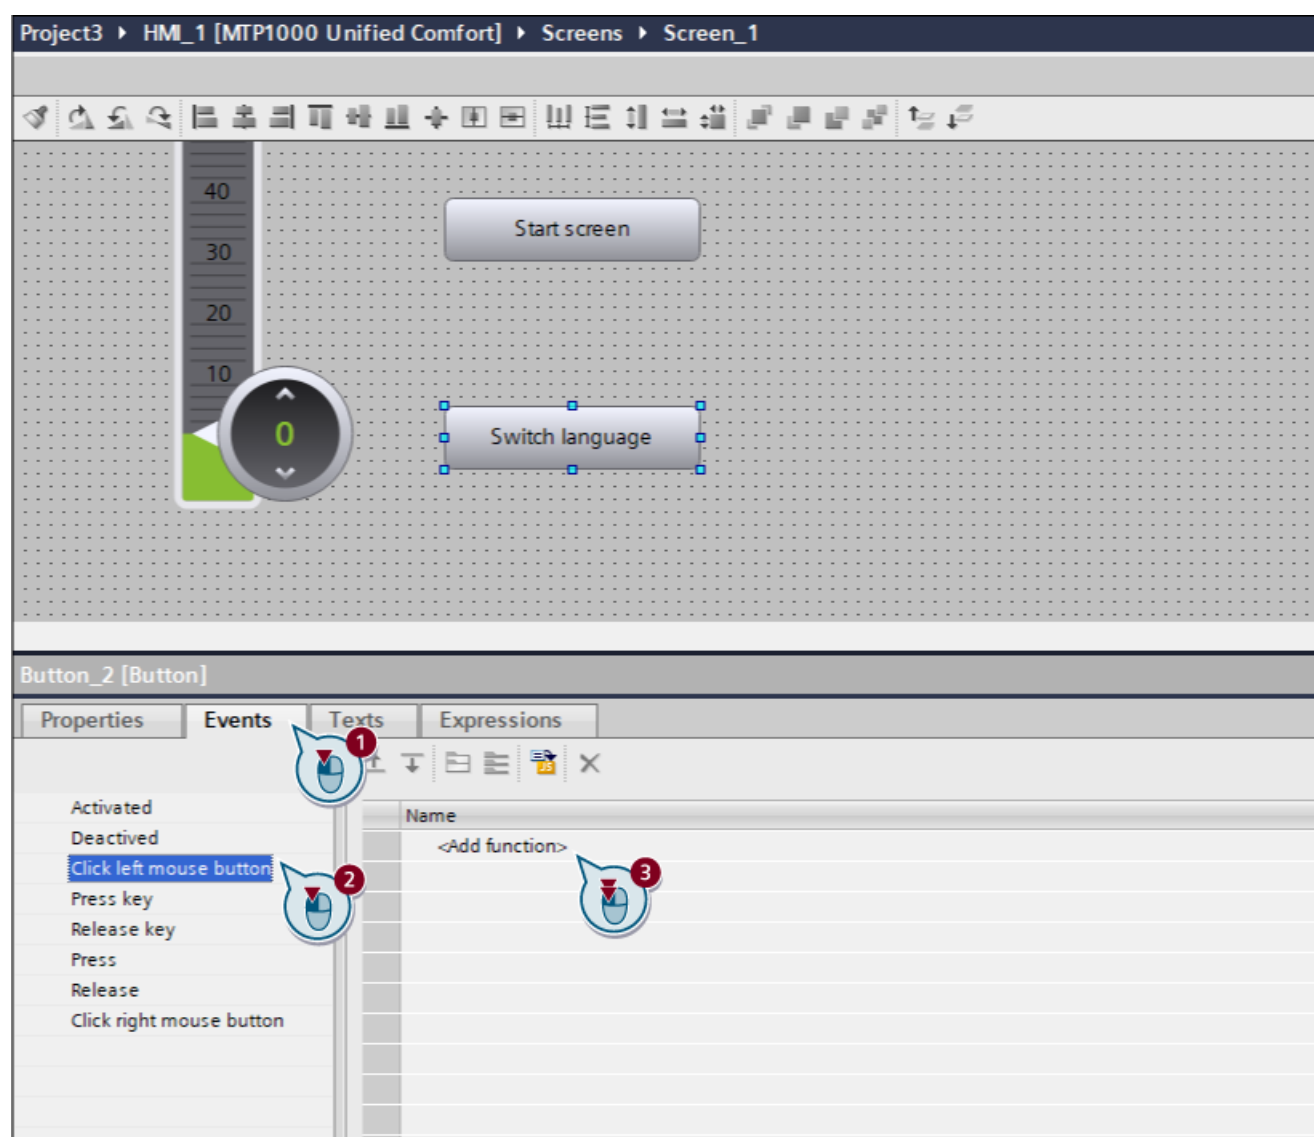 Project3 ▸ HMI_1 [MTP1000 Unified Comfort] ▸ Screens ▸ Screen_1
40
Start screen
30
20
10
0
Switch language
Button_2 [Button]
Properties Events Texts Expressions
1
JS
Activated
Name
Deactived
<Add function>
Click left mouse button
2
3
Press key
Release key
Press
Release
Click right mouse button